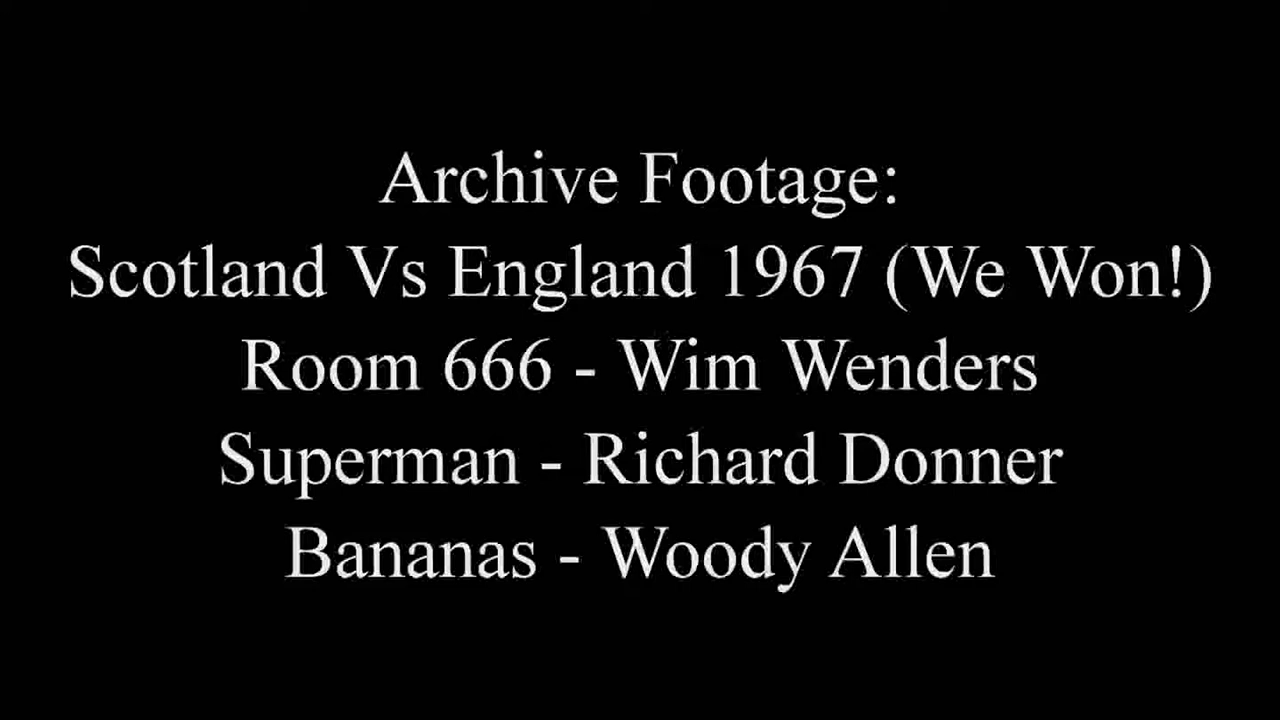 Archive Footage:
Scotland Vs England 1967 (We Won!)
Room 666 - Wim Wenders
Superman - Richard Donner
Bananas - Woody Allen